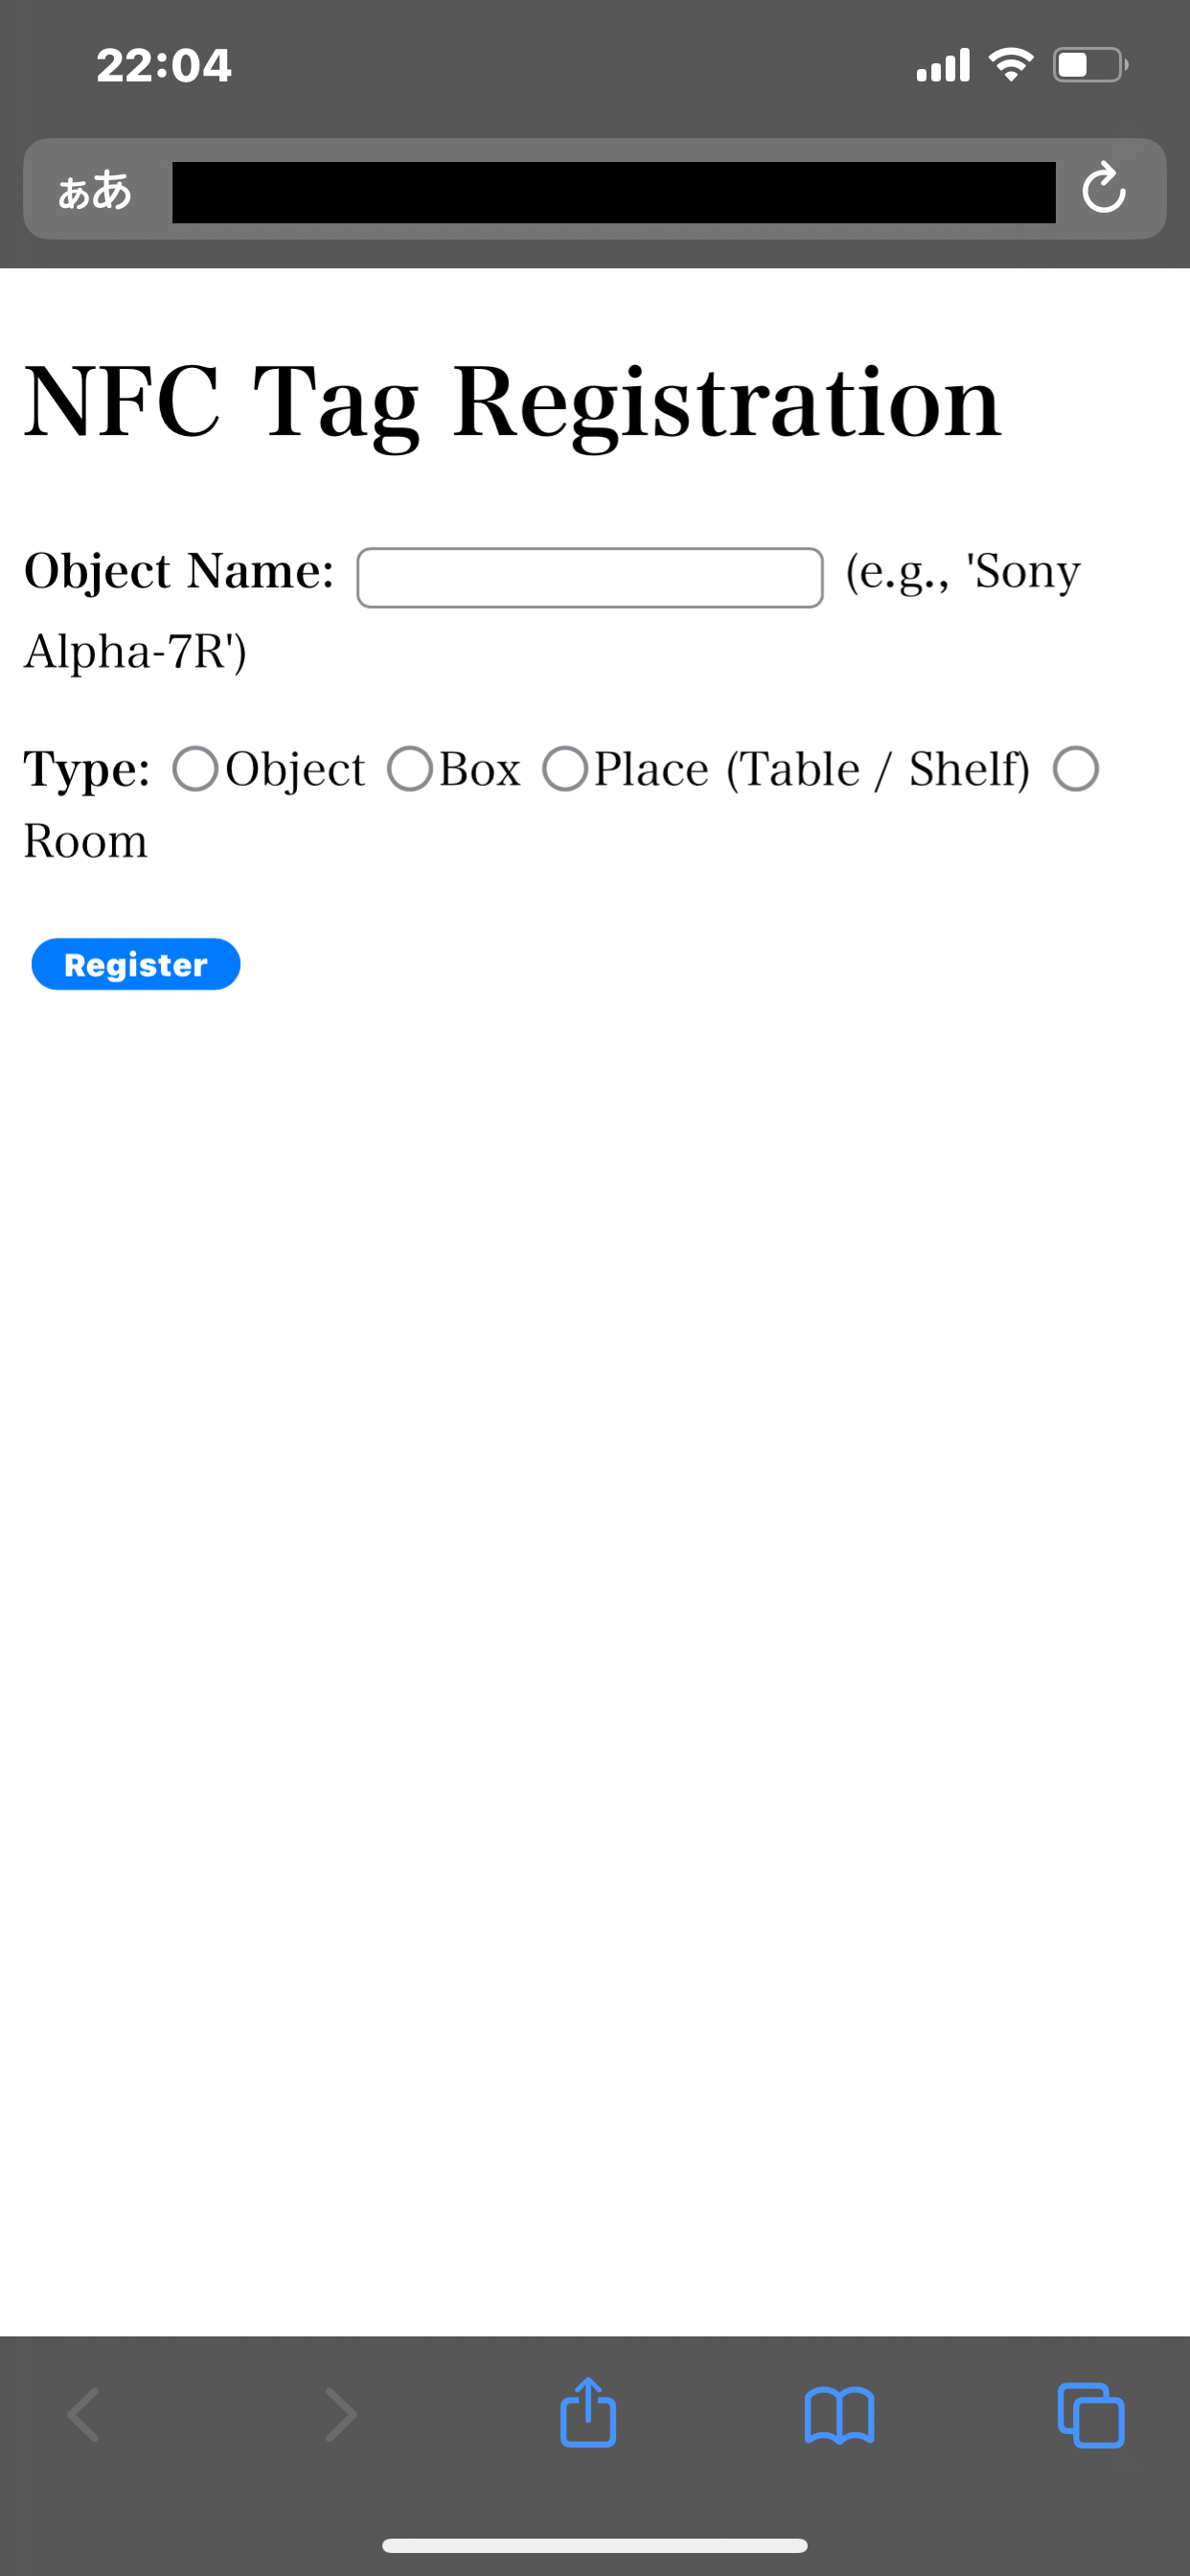 22:04
ぁあ
NFC Tag Registration
Object Name: (e.g., 'Sony
Alpha-7R')
Type: Object Box Place (Table / Shelf)
Room
Register